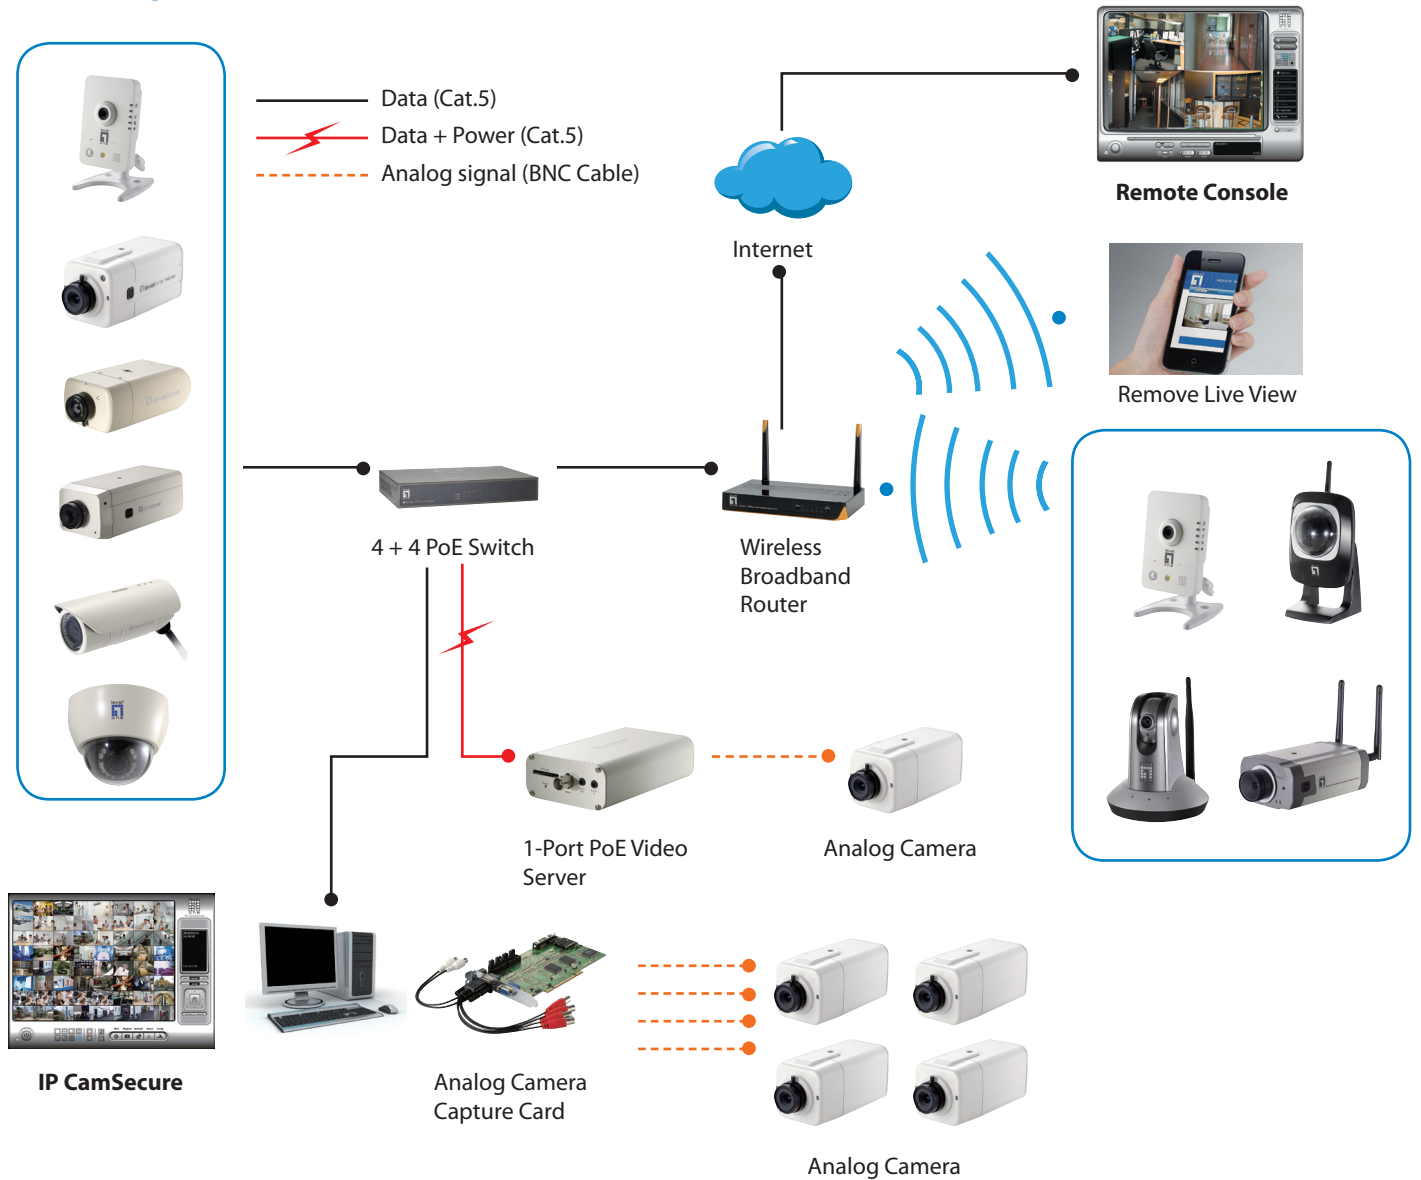 Data (Cat.5)
Data + Power (Cat.5)
Analog signal (BNC Cable)
Remote Console
Internet
Remove Live View
4 + 4 PoE Switch
Wireless
Broadband
Router
1-Port PoE Video
Server
Analog Camera
IP CamSecure
Analog Camera
Capture Card
Analog Camera